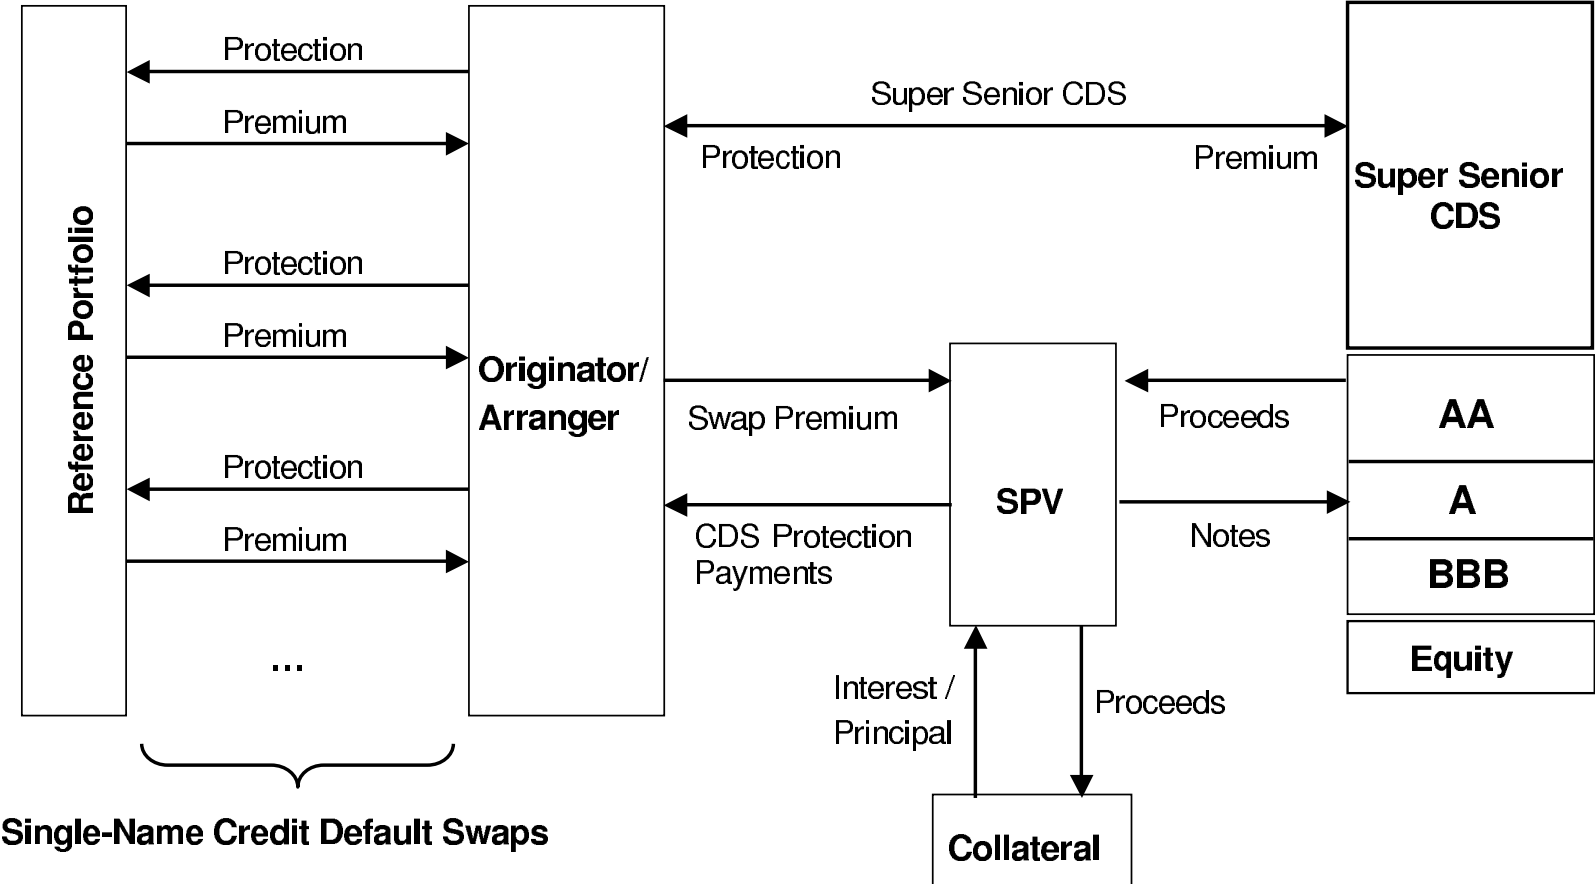 Protection
Premium
Protection
Premium
Protection
Premium
...
Reference Portfolio
Single-Name Credit Default Swaps
Originator/
Arranger
Super Senior CDS
Protection
Premium
Swap Premium
CDS Protection
Payments
SPV
Proceeds
Notes
Interest /
Principal
Proceeds
Collateral
Super Senior
CDS
AA
A
BBB
Equity